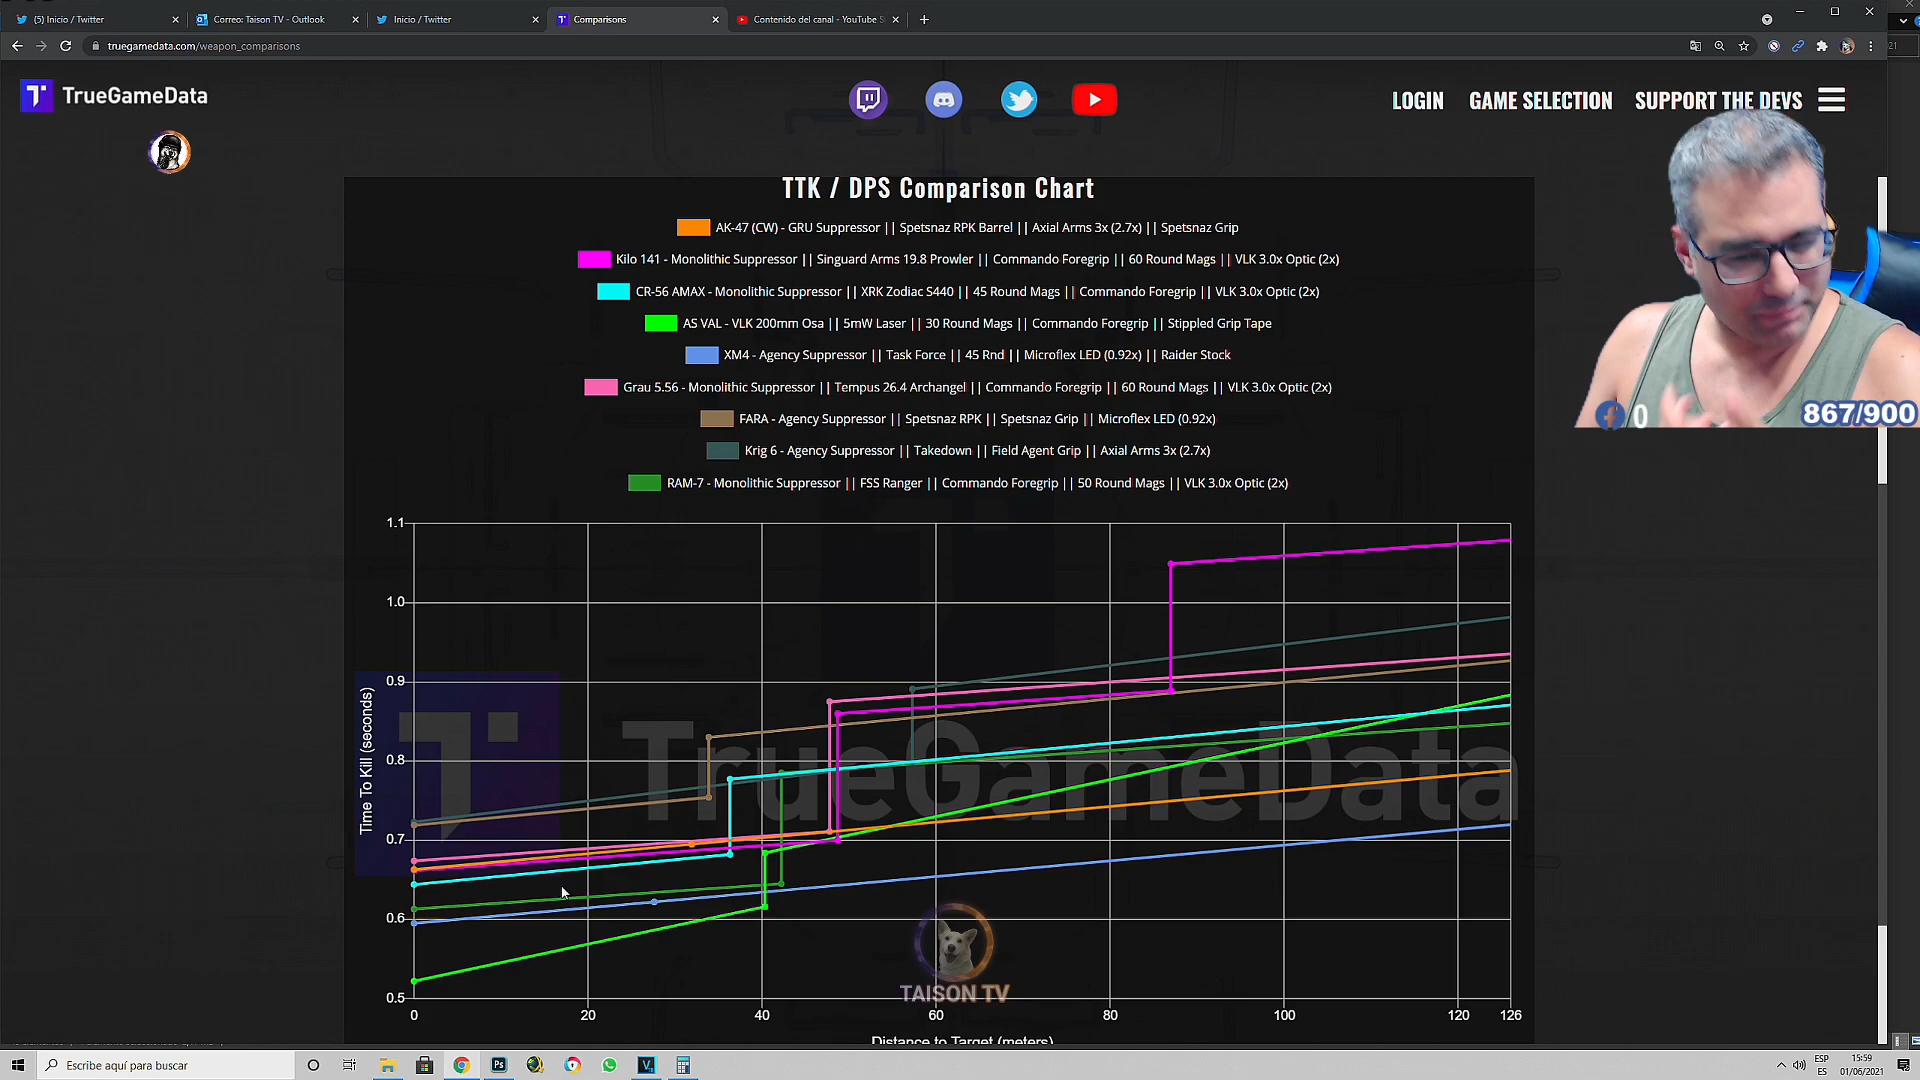 (5) Inicio / Twitter
Correo: Taison TV - Outlook
Inicio / Twitter
Comparisons
Contenido del canal - YouTube S
truegamedata.com/weapon_comparisons
21
TrueGameData
LOGIN
GAME SELECTION
SUPPORT THE DEVS
TTK / DPS Comparison Chart
AK-47 (CW) - GRU Suppressor || Spetsnaz RPK Barrel || Axial Arms 3x (2.7x) || Spetsnaz Grip
Kilo 141 - Monolithic Suppressor || Singuard Arms 19.8 Prowler || Commando Foregrip || 60 Round Mags || VLK 3.0x Optic (2x)
CR-56 AMAX - Monolithic Suppressor || XRK Zodiac S440 || 45 Round Mags || Commando Foregrip || VLK 3.0x Optic (2x)
AS VAL - VLK 200mm Osa || 5mW Laser || 30 Round Mags || Commando Foregrip || Stippled Grip Tape
XM4 - Agency Suppressor || Task Force || 45 Rnd || Microflex LED (0.92x) || Raider Stock
Grau 5.56 - Monolithic Suppressor || Tempus 26.4 Archangel || Commando Foregrip || 60 Round Mags || VLK 3.0x Optic (2x)
0
867/900
FARA - Agency Suppressor || Spetsnaz RPK || Spetsnaz Grip || Microflex LED (0.92x)
Krig 6 - Agency Suppressor || Takedown || Field Agent Grip || Axial Arms 3x (2.7x)
RAM-7 - Monolithic Suppressor || FSS Ranger || Commando Foregrip || 50 Round Mags || VLK 3.0x Optic (2x)
1.1
1.0
0.9
0.8
0.7
0.6
0.5
Time To Kill (seconds)
TrueGameData
TAISON TV
0 20 40 60 80 100 120 126
Distance to Target (meters)
Escribe aquí para buscar
ESP
ES
15:59
01/06/2021